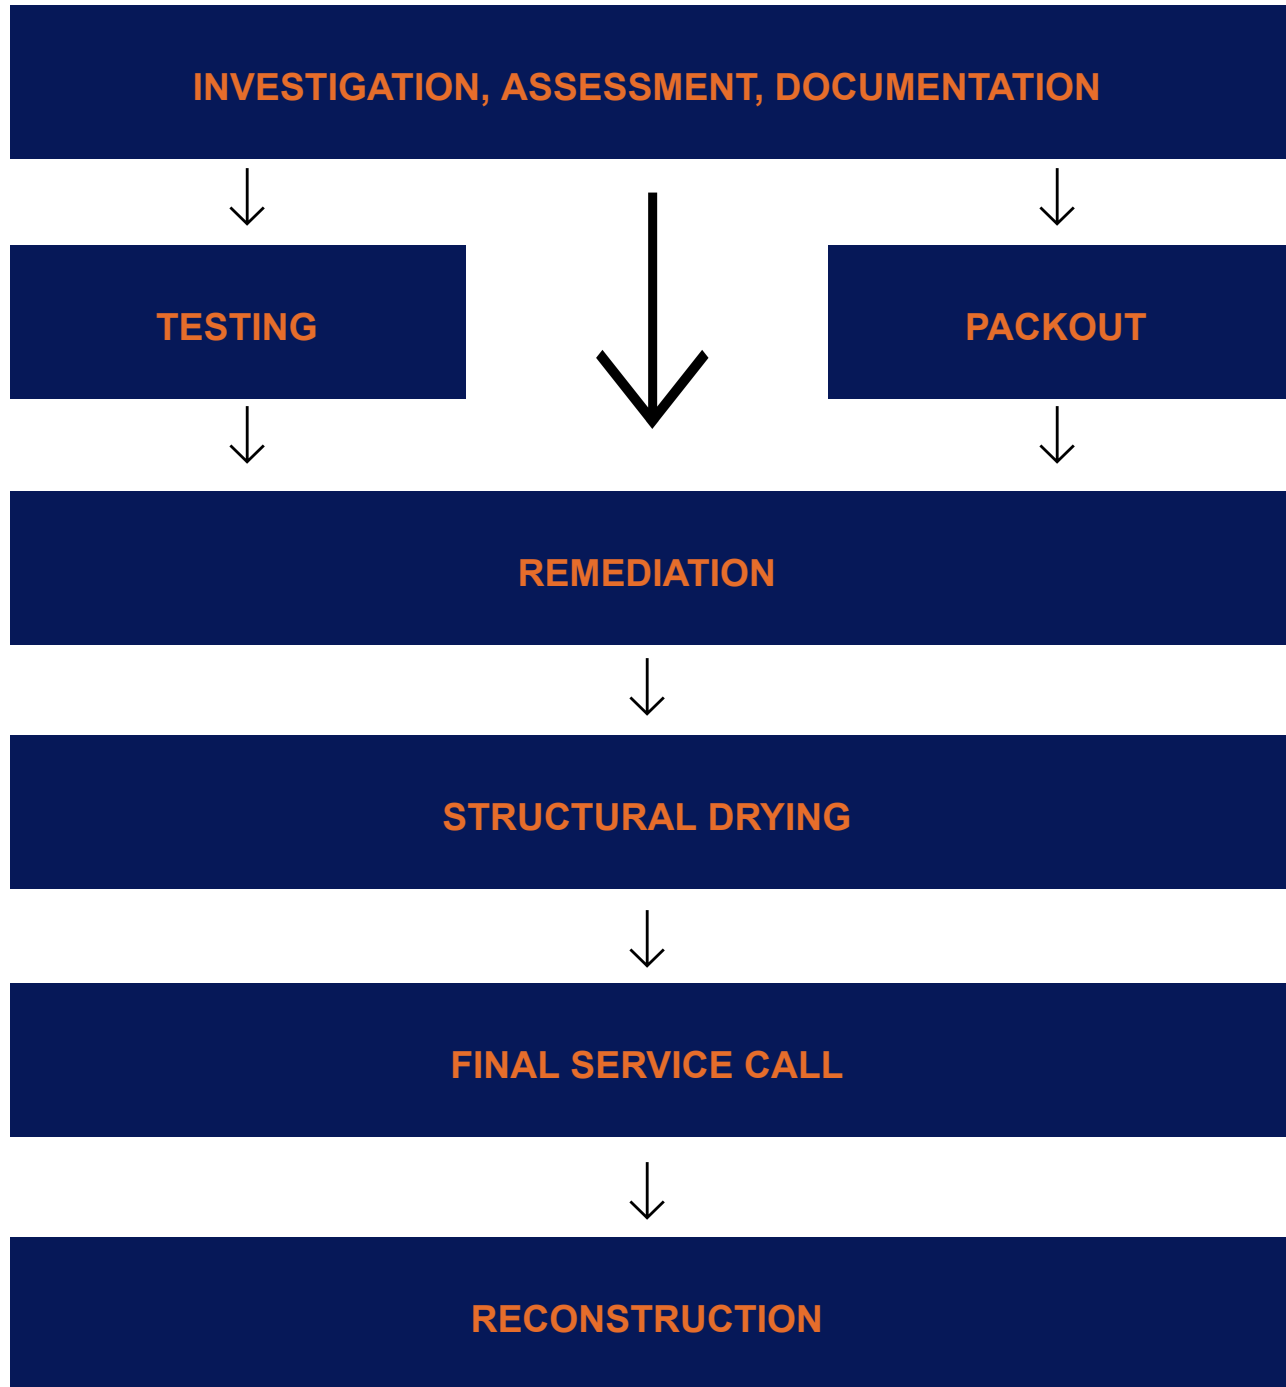 INVESTIGATION, ASSESSMENT, DOCUMENTATION
TESTING
PACKOUT
REMEDIATION
STRUCTURAL DRYING
FINAL SERVICE CALL
RECONSTRUCTION